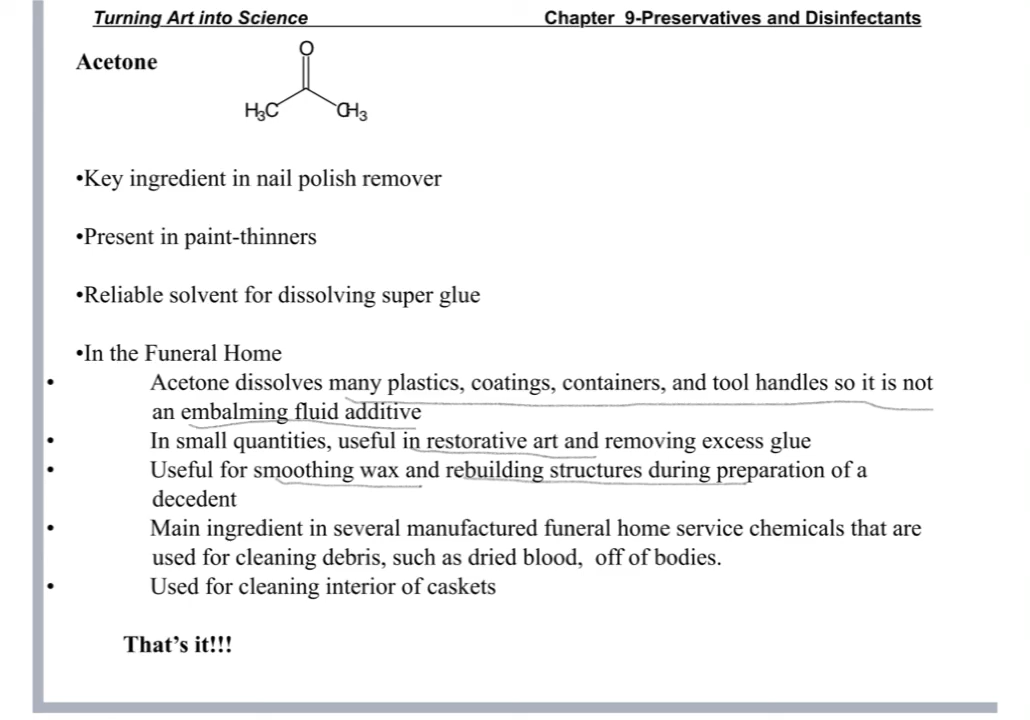 Turning Art into Science Chapter 9-Preservatives and Disinfectants
Acetone
O
H3C CH3
•Key ingredient in nail polish remover
•Present in paint-thinners
•Reliable solvent for dissolving super glue
•In the Funeral Home
• Acetone dissolves many plastics, coatings, containers, and tool handles so it is not
an embalming fluid additive
• In small quantities, useful in restorative art and removing excess glue
• Useful for smoothing wax and rebuilding structures during preparation of a
decedent
• Main ingredient in several manufactured funeral home service chemicals that are
used for cleaning debris, such as dried blood, off of bodies.
• Used for cleaning interior of caskets
That's it!!!